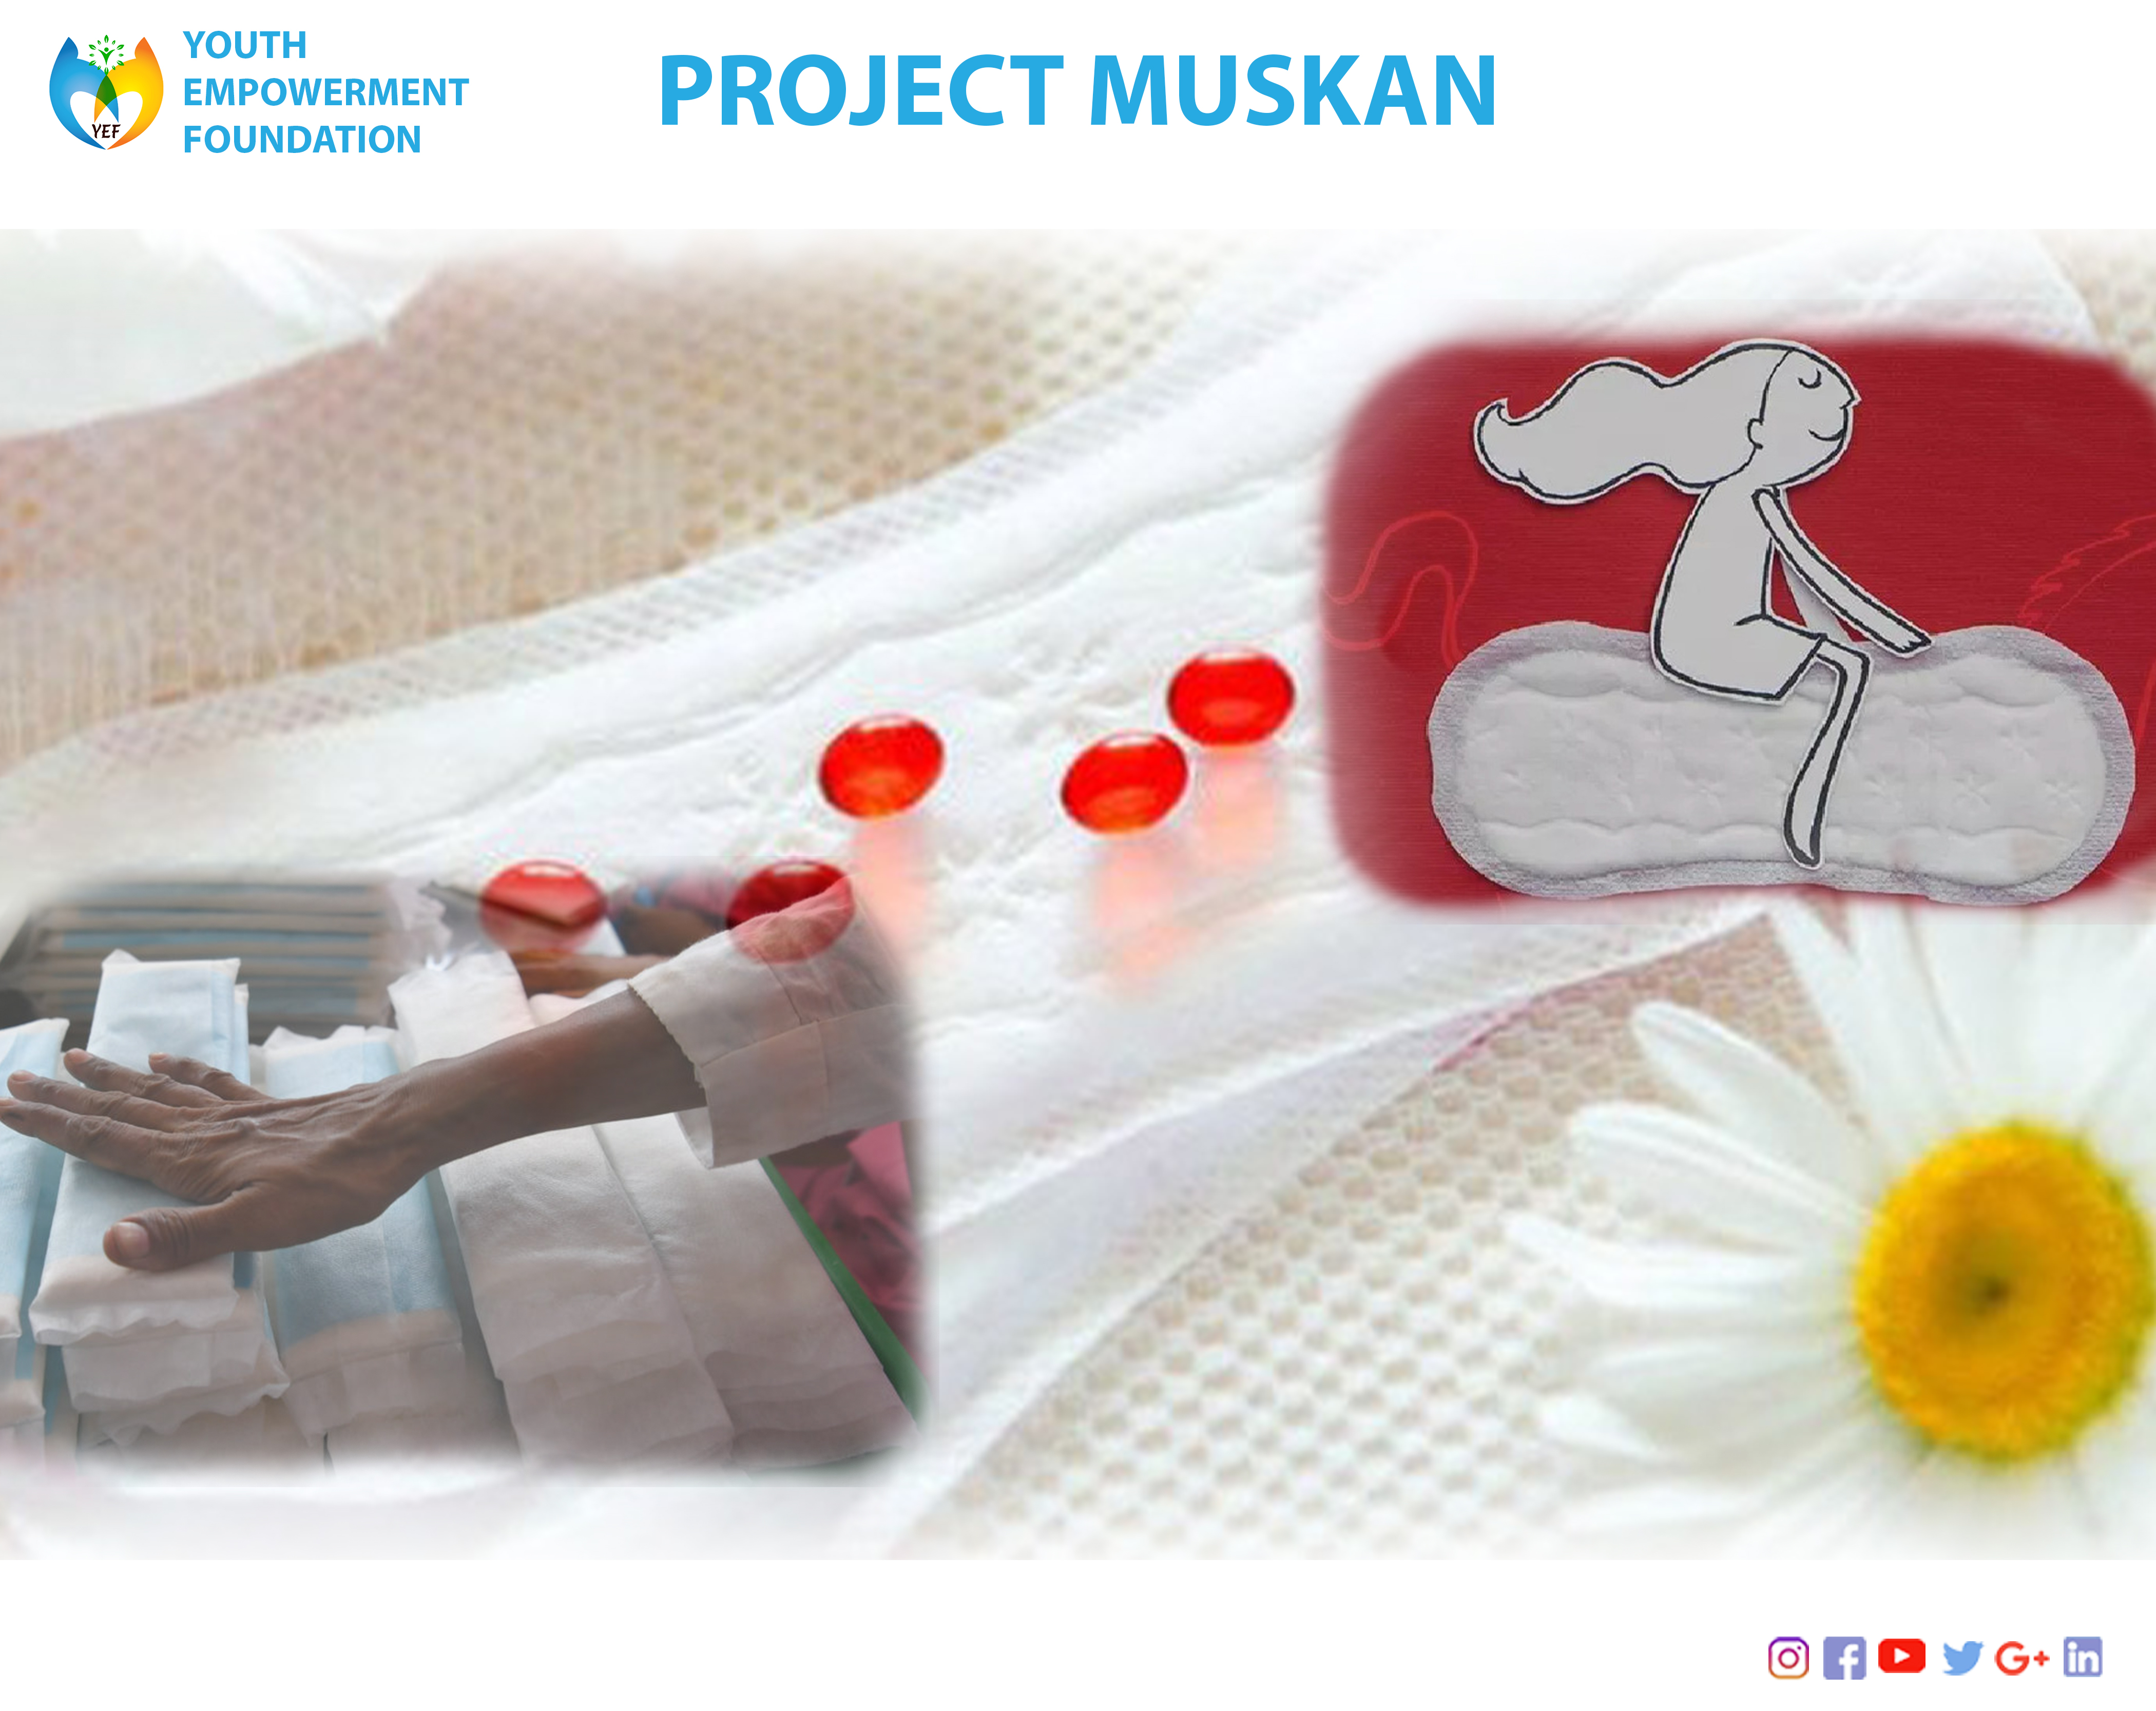 YOUTH
EMPOWERMENT
FOUNDATION
YEF
PROJECT MUSKAN